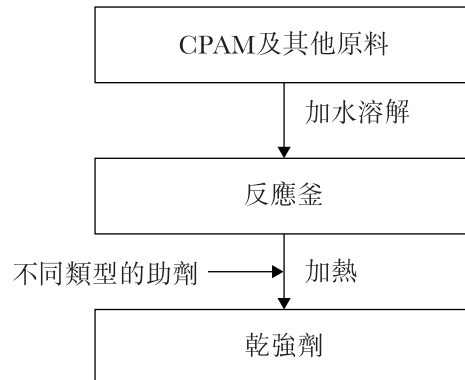 CPAM及其他原料
加水溶解
反應釜
不同類型的助劑
加熱
乾強劑